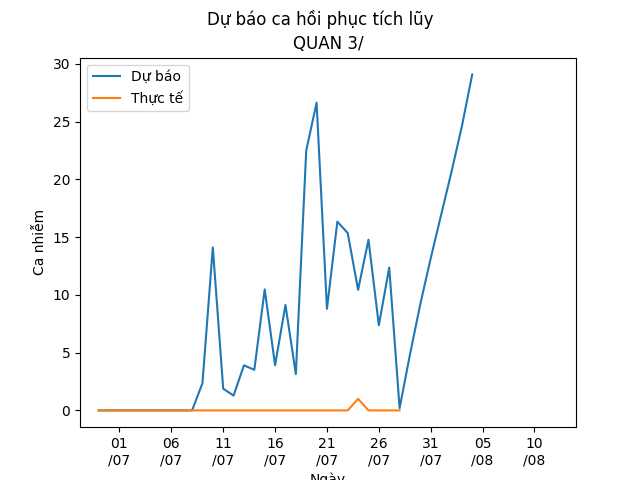 Dự báo ca hồi phục tích lũy
QUAN 3/
Dự báo
Thực tế
Ca nhiễm
30
25
20
15
10
5
0
01 06 11 16 21 26 31 05 10
/07 /07 /07 /07 /07 /07 /07 /08 /08
Ngày